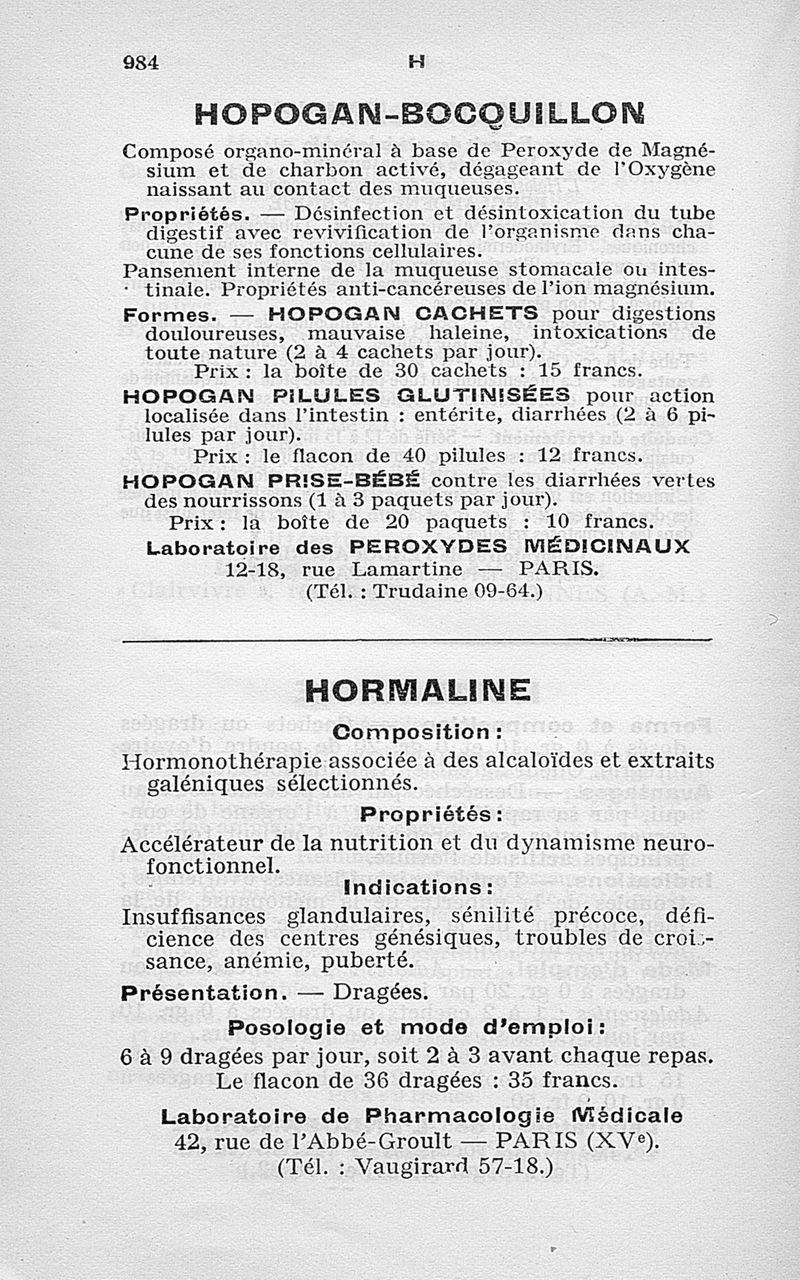 984
H
HOPOGAN-BOCQUILLON
Composé organo-minéral à base de Peroxyde de Magné-
sium et de charbon activé, dégageant de l'Oxygène
naissant au contact des muqueuses.
Propriétés. — Désinfection et désintoxication du tube
digestif avec revivification de l'organisme dans cha-
cune de ses fonctions cellulaires.
Pansement interne de la muqueuse stomacale ou intes-
tinale. Propriétés anti-cancéreuses de l'ion magnésium.
Formes. — HOPOGAN CACHETS pour digestions
douloureuses, mauvaise haleine, intoxications de
toute nature (2 à 4 cachets par jour).
Prix : la boîte de 30 cachets : 15 francs.
HOPOGAN PILULES GLUTINISÉES pour action
localisée dans l'intestin : entérite, diarrhées (2 à 6 pi-
lules par jour).
Prix : le flacon de 40 pilules : 12 francs.
HOPOGAN PRISE-BÉBÉ contre les diarrhées vertes
des nourrissons (1 à 3 paquets par jour).
Prix : la boîte de 20 paquets : 10 francs.
Laboratoire des PEROXYDES MÉDICINAUX
12-18, rue Lamartine — PARIS.
(Tél. : Trudaine 09-64.)
HORMALINE
Composition :
Hormonothérapie associée à des alcaloïdes et extraits
galéniques sélectionnés.
Propriétés :
Accélérateur de la nutrition et du dynamisme neuro-
fonctionnel.
Indications :
Insuffisances glandulaires, sénilité précoce, défi-
cience des centres génésiques, troubles de crois-
sance, anémie, puberté.
Présentation. — Dragées.
Posologie et mode d'emploi :
6 à 9 dragées par jour, soit 2 à 3 avant chaque repas.
Le flacon de 36 dragées : 35 francs.
Laboratoire de Pharmacologie Médicale
42, rue de l'Abbé-Groult — PARIS (XVe).
(Tél. : Vaugirard 57-18.)